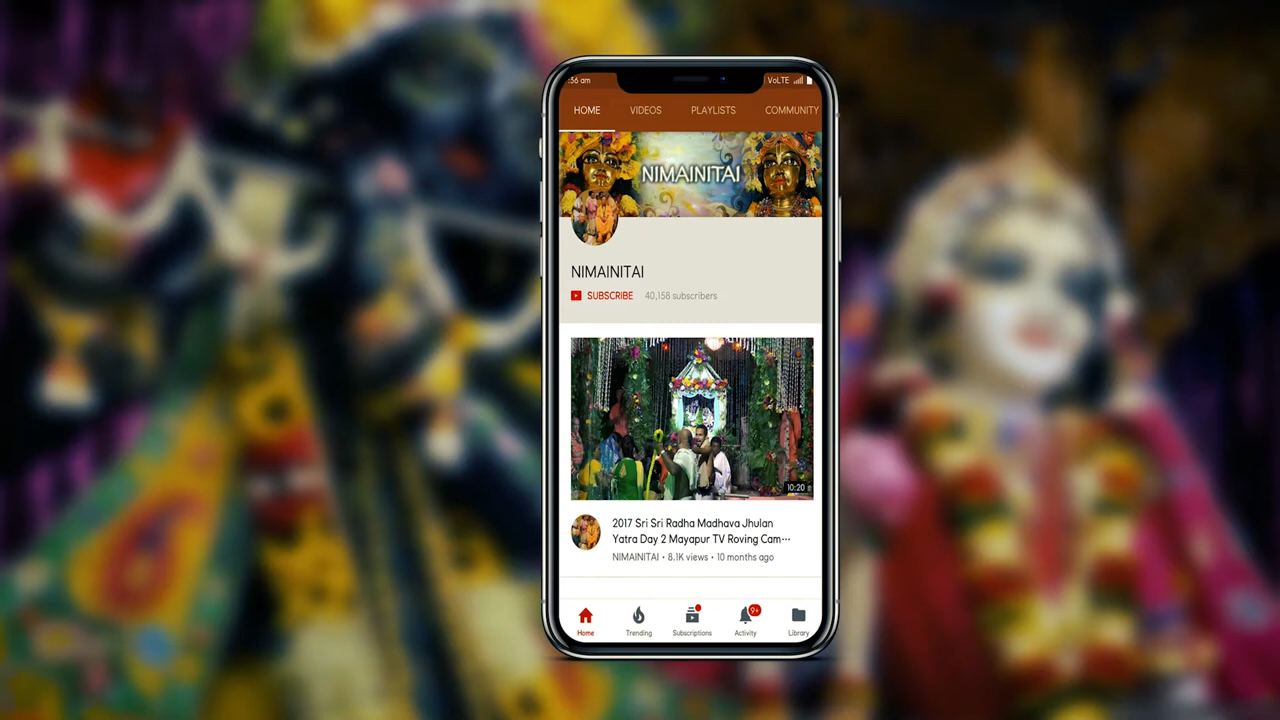 :36 am VoLTE
HOME VIDEOS PLAYLISTS COMMUNITY
NIMAINITAI
NIMAINITAI
SUBSCRIBE 40,158 subscribers
10:20
2017 Sri Sri Radha Madhava Jhulan
Yatra Day 2 Mayapur TV Roving Cam...
NIMAINITAI • 8.1K views • 10 months ago
9+
Home Trending Subscriptions Activity Library